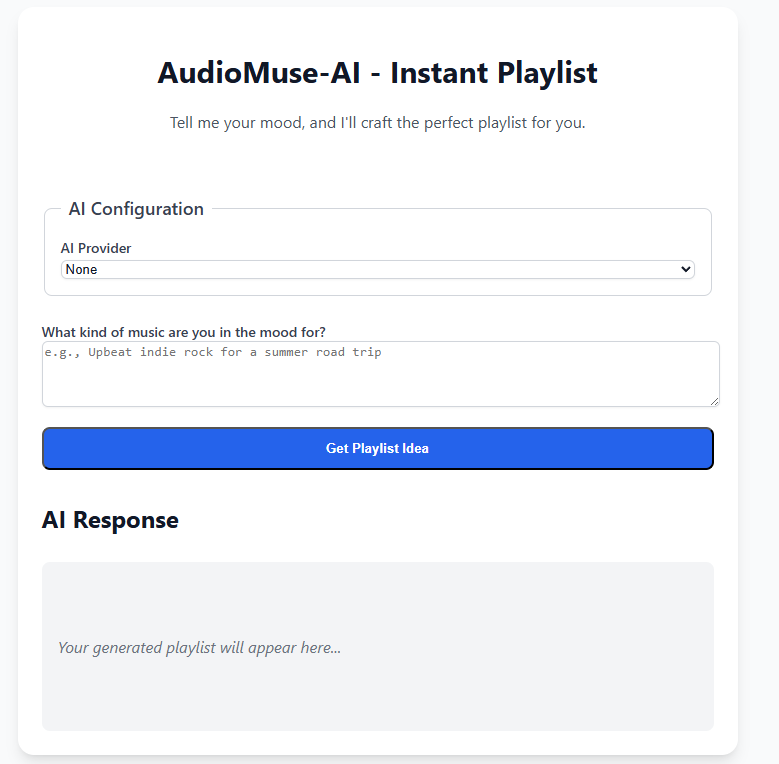 AudioMuse-AI - Instant Playlist
Tell me your mood, and I'll craft the perfect playlist for you.
AI Configuration
AI Provider
None
What kind of music are you in the mood for?
e.g., Upbeat indie rock for a summer road trip
Get Playlist Idea
AI Response
Your generated playlist will appear here...